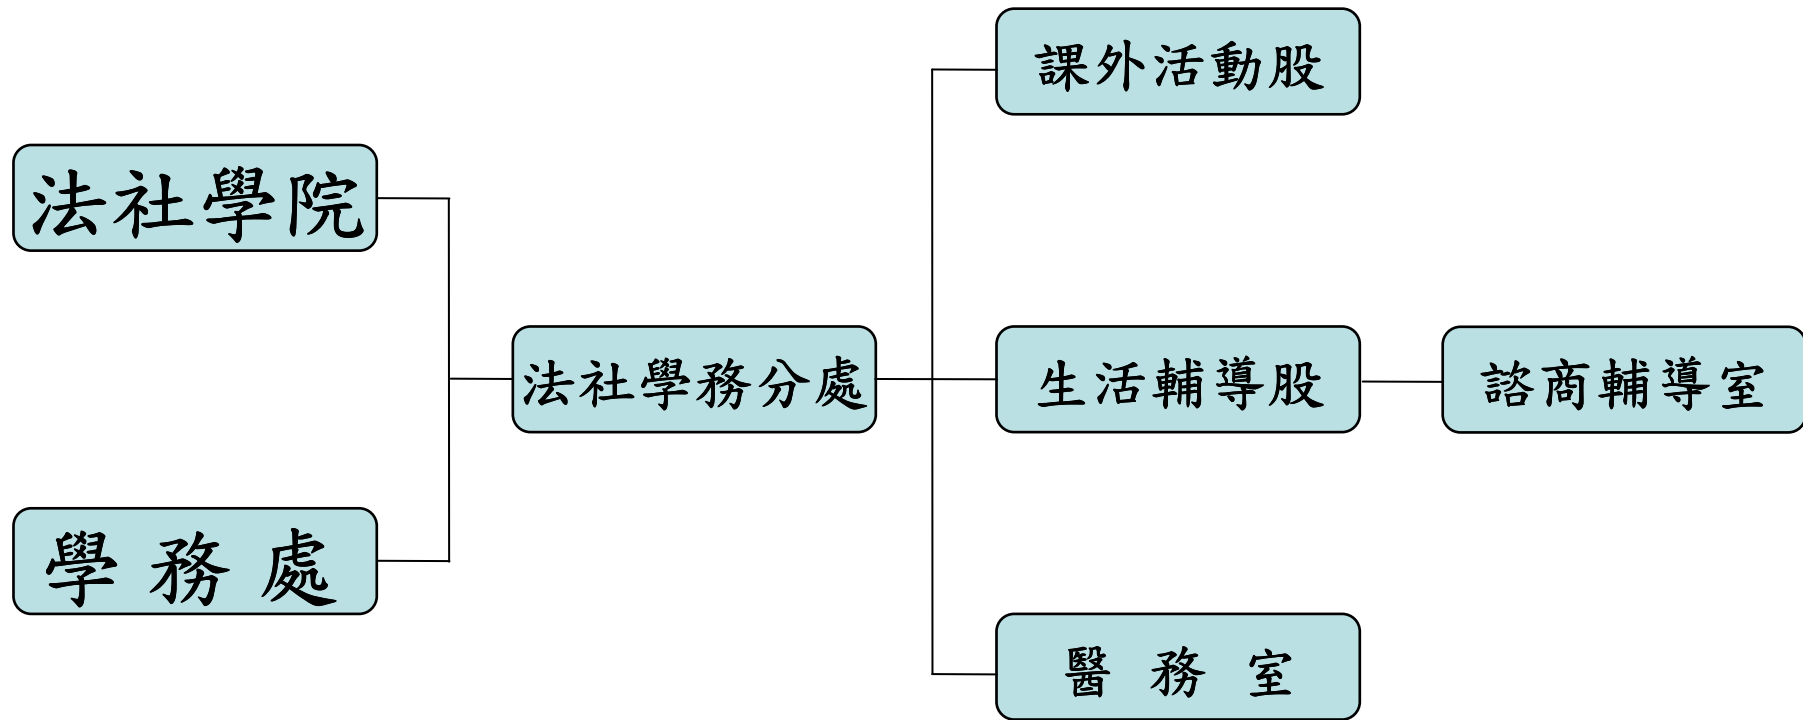 課外活動股
法社學院
法社學務分處
生活輔導股
諮商輔導室
學務處
醫務室